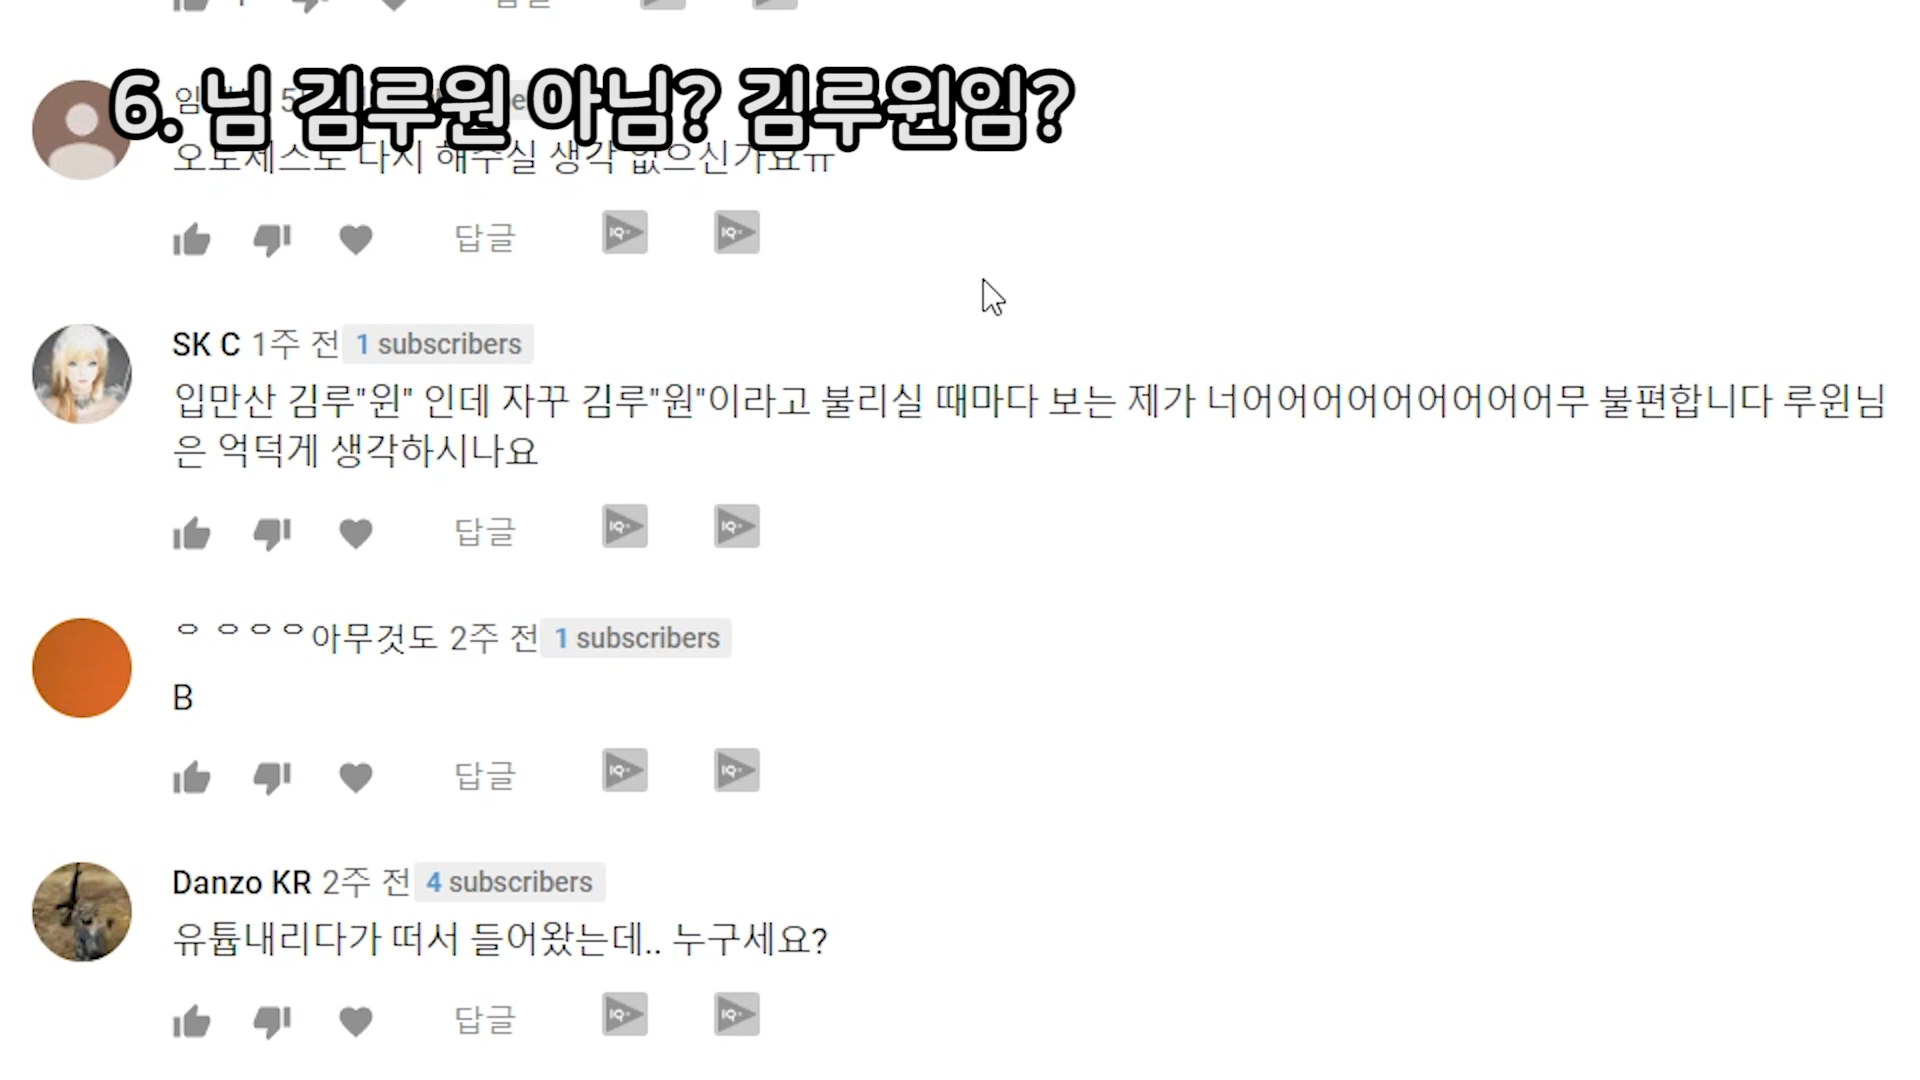 답글
6. 님 김루원 아님? 김루윈임?
임
오토체스도 다시 해주실 생각 없으신가요ㅠ
답글
SK C 1주 전 1 subscribers
입만산 김루"윈" 인데 자꾸 김루"원"이라고 불리실 때마다 보는 제가 너어어어어어어어어어무 불편합니다 루윈님
은 억덕게 생각하시나요
답글
ㅇ ㅇㅇㅇ아무것도 2주 전 1 subscribers
B
답글
Danzo KR 2주 전 4 subscribers
유튭내리다가 떠서 들어왔는데.. 누구세요?
답글